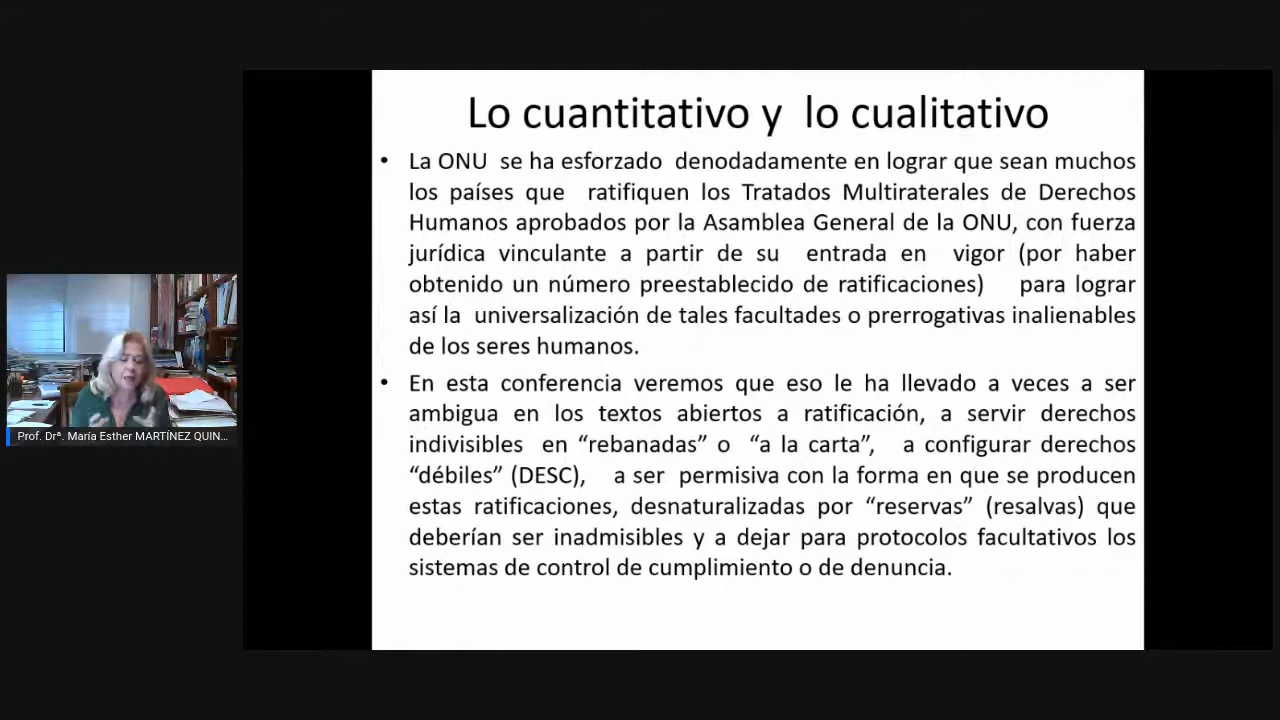 Lo cuantitativo y lo cualitativo
• La ONU se ha esforzado denodadamente en lograr que sean muchos
los países que ratifiquen los Tratados Multiraterales de Derechos
Humanos aprobados por la Asamblea General de la ONU, con fuerza
jurídica vinculante a partir de su entrada en vigor (por haber
obtenido un número preestablecido de ratificaciones) para lograr
así la universalización de tales facultades o prerrogativas inalienables
de los seres humanos.
• En esta conferencia veremos que eso le ha llevado a veces a ser
ambigua en los textos abiertos a ratificación, a servir derechos
indivisibles en “rebanadas” o “a la carta”, a configurar derechos
“débiles” (DESC), a ser permisiva con la forma en que se producen
estas ratificaciones, desnaturalizadas por “reservas” (resalvas) que
deberían ser inadmisibles y a dejar para protocolos facultativos los
sistemas de control de cumplimiento o de denuncia.
Prof. Drª. María Esther MARTÍNEZ QUIN...